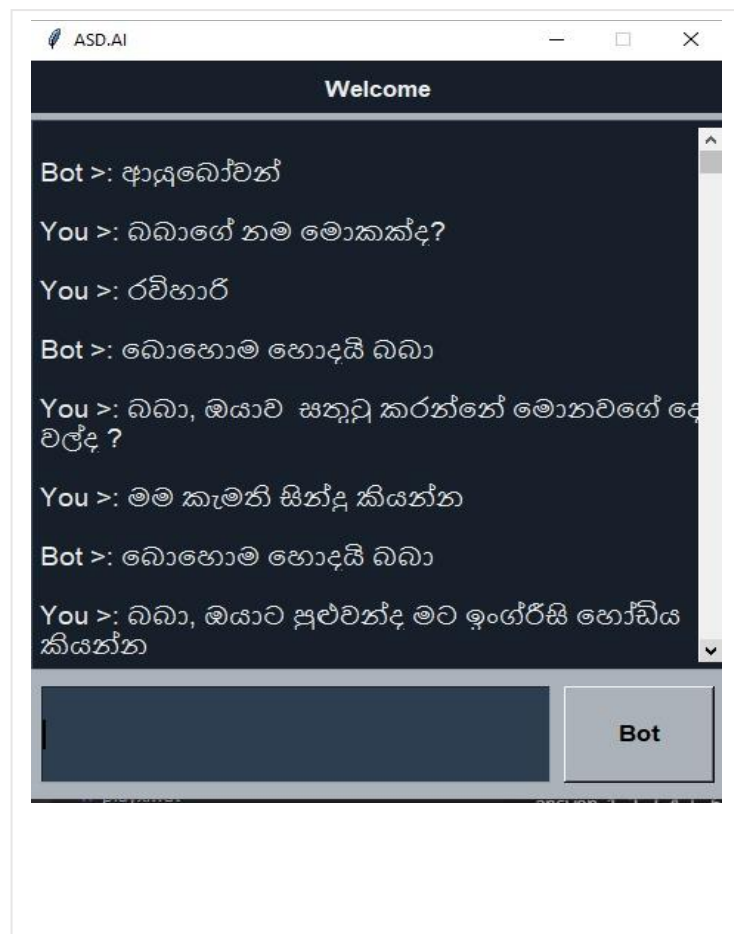 ASD.AI
Welcome
Bot >: ආයුබෝවන්
You >: බබාගේ නම මොකක්ද?
You >: රවිහාරි
Bot >: බොහොම හොදයි බබා
You >: බබා, ඔයාව සතුටු කරන්නේ මොනවගේ දෙ
වල්ද ?
You >: මම කැමති සින්දු කියන්න
Bot >: බොහොම හොදයි බබා
You >: බබා, ඔයාට පුළුවන්ද මට ඉංග්රීසි හෝඩිය
කියන්න
Bot